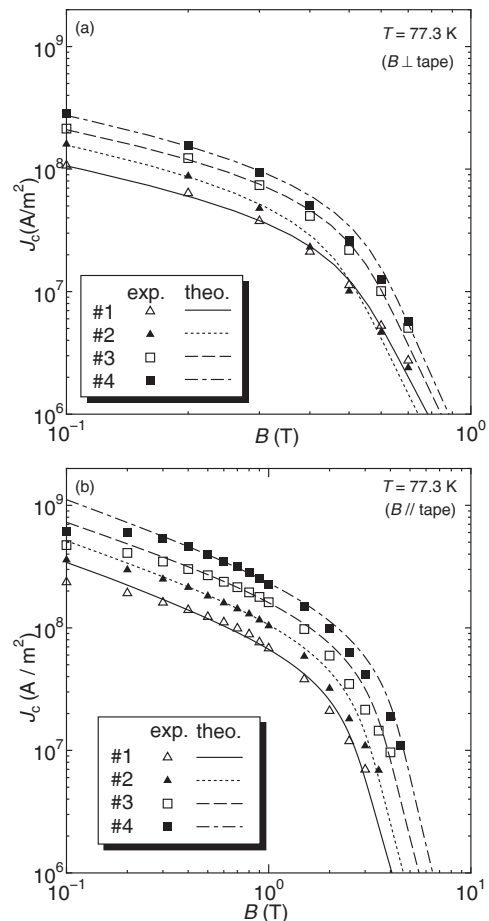 (a)
T = 77.3 K
(B ⊥ tape)
10⁹
10⁸
10⁷
10⁶
J_c(A/m²)
exp. theo.
#1
#2
#3
#4
10⁻¹ 10⁰
B (T)
(b)
T = 77.3 K
(B // tape)
10⁹
10⁸
10⁷
10⁶
J_c (A / m²)
exp. theo.
#1
#2
#3
#4
10⁻¹ 10⁰ 10¹
B (T)